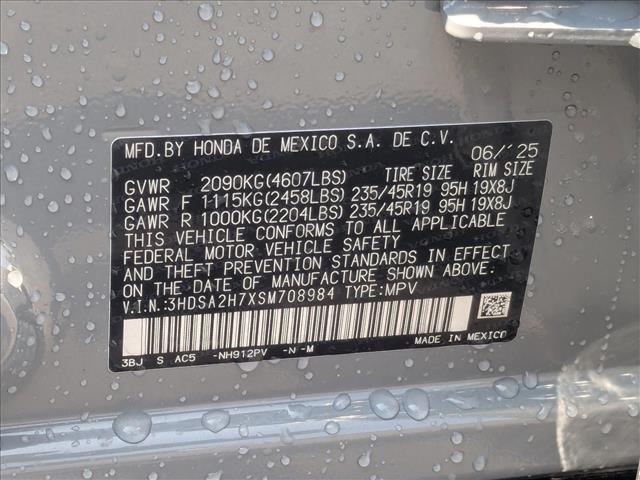 MFD.BY HONDA DE MEXICO S.A. DE C.V. 06/'25
GVWR 2090KG(4607LBS) TIRE SIZE RIM SIZE
GAWR F 1115KG(2458LBS) 235/45R19 95H 19X8J
GAWR R 1000KG(2204LBS) 235/45R19 95H 19X8J
THIS VEHICLE CONFORMS TO ALL APPLICABLE
FEDERAL MOTOR VEHICLE SAFETY
AND THEFT PREVENTION STANDARDS IN EFFECT
ON THE DATE OF MANUFACTURE SHOWN ABOVE.
V.I.N.:3HDSA2H7XSM708984 TYPE:MPV
3BJ S AC5 -NH912PV -N -M MADE IN MEXICO